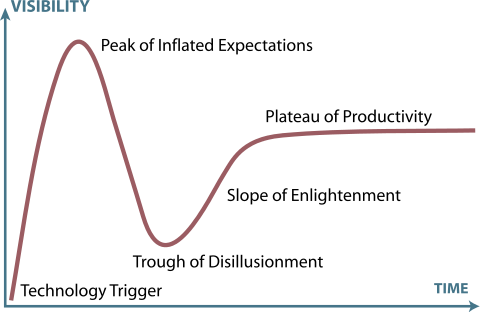 VISIBILITY
Peak of Inflated Expectations
Plateau of Productivity
Slope of Enlightenment
Trough of Disillusionment
Technology Trigger
TIME